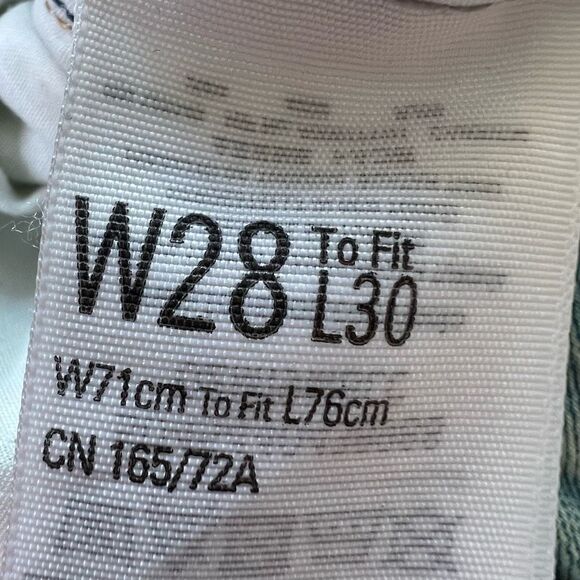 W28 To Fit L30
W71cm To Fit L76cm
CN 165/72A